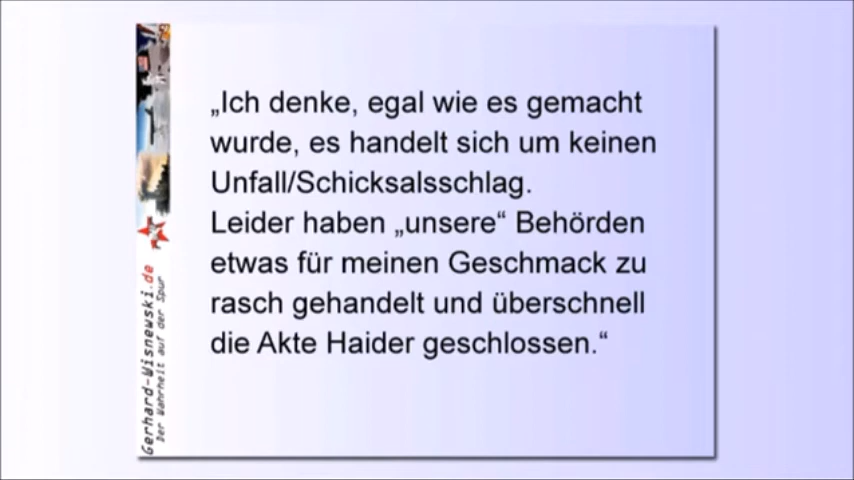 „Ich denke, egal wie es gemacht
wurde, es handelt sich um keinen
Unfall/Schicksalsschlag.
Leider haben „unsere“ Behörden
etwas für meinen Geschmack zu
rasch gehandelt und überschnell
die Akte Haider geschlossen.“
Gerhard-Wisnewski.de
Der Wahrheit auf der Spur